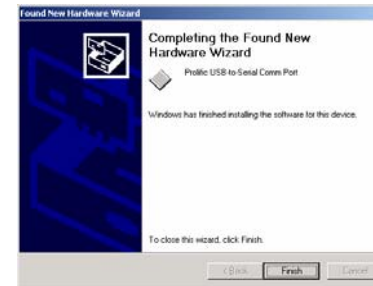 Found New Hardware Wizard
Completing the Found New
Hardware Wizard
Prolific USB-to-Serial Comm Port
Windows has finished installing the software for this device.
To close this wizard, click Finish.
< Back
Finish
Cancel